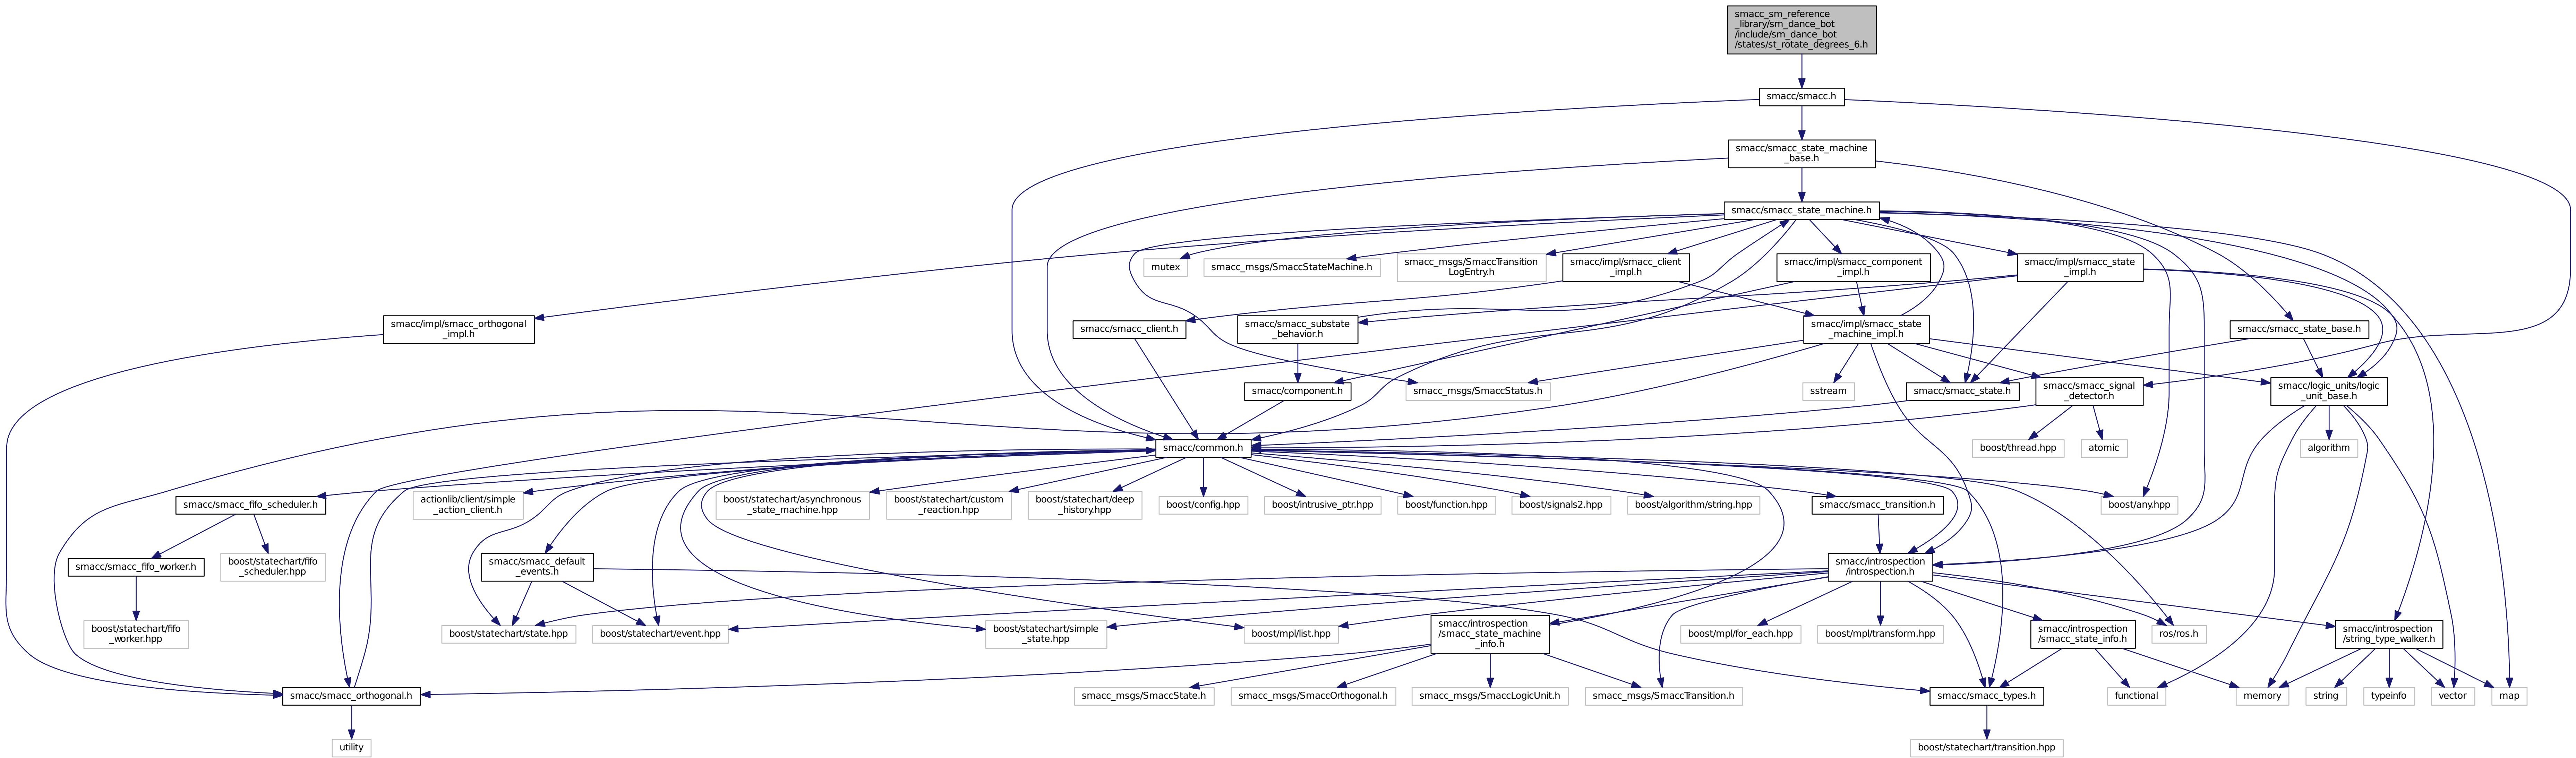 smacc_sm_reference
_library/sm_dance_bot
/include/sm_dance_bot
/states/st_rotate_degrees_6.h
smacc/smacc.h
smacc/smacc_state_machine
_base.h
smacc/smacc_state_machine.h
mutex
smacc_msgs/SmaccStateMachine.h
smacc_msgs/SmaccTransition
LogEntry.h
smacc/impl/smacc_client
_impl.h
smacc/impl/smacc_component
_impl.h
smacc/impl/smacc_state
_impl.h
smacc/impl/smacc_orthogonal
_impl.h
smacc/smacc_client.h
smacc/smacc_substate
_behavior.h
smacc/impl/smacc_state
_machine_impl.h
smacc/smacc_state_base.h
smacc/component.h
smacc_msgs/SmaccStatus.h
sstream
smacc/smacc_state.h
smacc/smacc_signal
_detector.h
smacc/logic_units/logic
_unit_base.h
smacc/common.h
boost/thread.hpp
atomic
algorithm
smacc/smacc_fifo_scheduler.h
actionlib/client/simple
_action_client.h
boost/statechart/asynchronous
_state_machine.hpp
boost/statechart/custom
_reaction.hpp
boost/statechart/deep
_history.hpp
boost/config.hpp
boost/intrusive_ptr.hpp
boost/function.hpp
boost/signals2.hpp
boost/algorithm/string.hpp
smacc/smacc_transition.h
boost/any.hpp
smacc/smacc_fifo_worker.h
boost/statechart/fifo
_scheduler.hpp
smacc/smacc_default
_events.h
smacc/introspection
/introspection.h
boost/statechart/fifo
_worker.hpp
boost/statechart/state.hpp
boost/statechart/event.hpp
boost/statechart/simple
_state.hpp
boost/mpl/list.hpp
smacc/introspection
/smacc_state_machine
_info.h
boost/mpl/for_each.hpp
boost/mpl/transform.hpp
smacc/introspection
/smacc_state_info.h
ros/ros.h
smacc/introspection
/string_type_walker.h
smacc/smacc_orthogonal.h
smacc_msgs/SmaccState.h
smacc_msgs/SmaccOrthogonal.h
smacc_msgs/SmaccLogicUnit.h
smacc_msgs/SmaccTransition.h
smacc/smacc_types.h
functional
memory
string
typeinfo
vector
map
utility
boost/statechart/transition.hpp